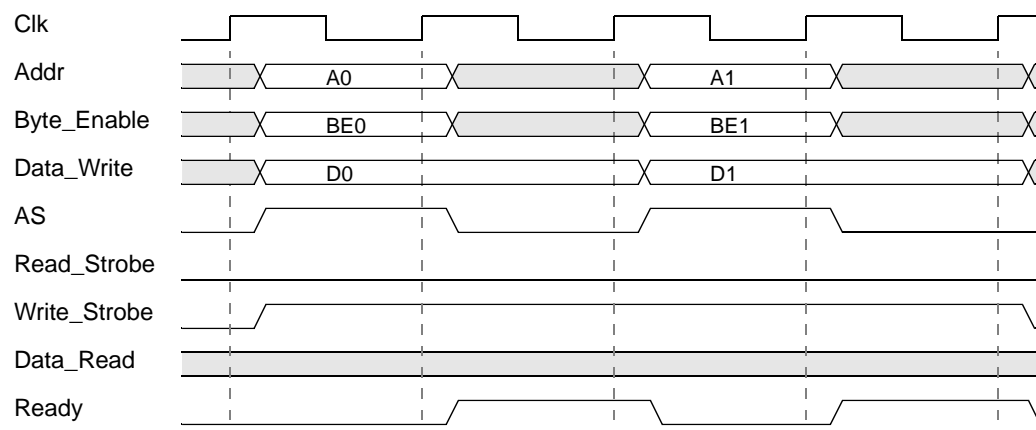 Clk
Addr A0 A1
Byte_Enable BE0 BE1
Data_Write D0 D1
AS
Read_Strobe
Write_Strobe
Data_Read
Ready